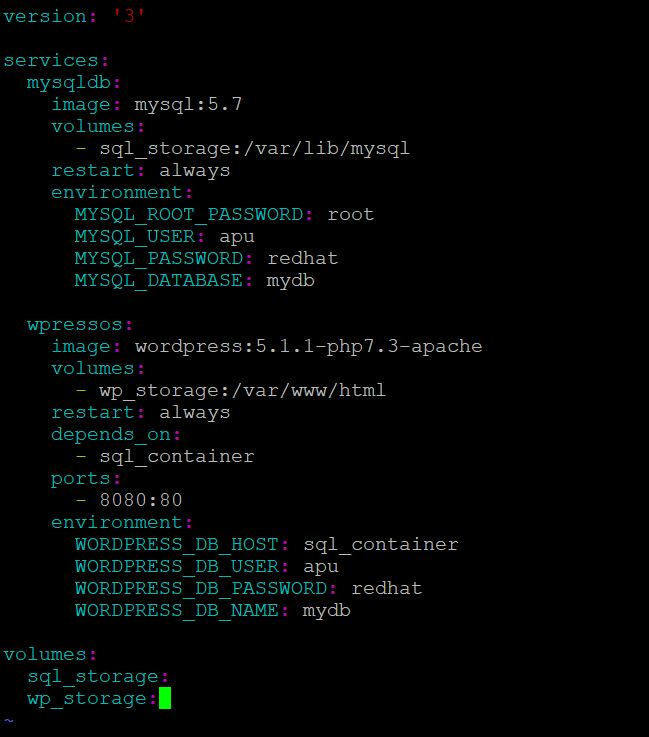 version: '3'

services:
  mysqldb:
    image: mysql:5.7
    volumes:
      - sql_storage:/var/lib/mysql
    restart: always
    environment:
      MYSQL_ROOT_PASSWORD: root
      MYSQL_USER: apu
      MYSQL_PASSWORD: redhat
      MYSQL_DATABASE: mydb

  wpressos:
    image: wordpress:5.1.1-php7.3-apache
    volumes:
      - wp_storage:/var/www/html
    restart: always
    depends_on:
      - sql_container
    ports:
      - 8080:80
    environment:
      WORDPRESS_DB_HOST: sql_container
      WORDPRESS_DB_USER: apu
      WORDPRESS_DB_PASSWORD: redhat
      WORDPRESS_DB_NAME: mydb

volumes:
  sql_storage:
  wp_storage:
~